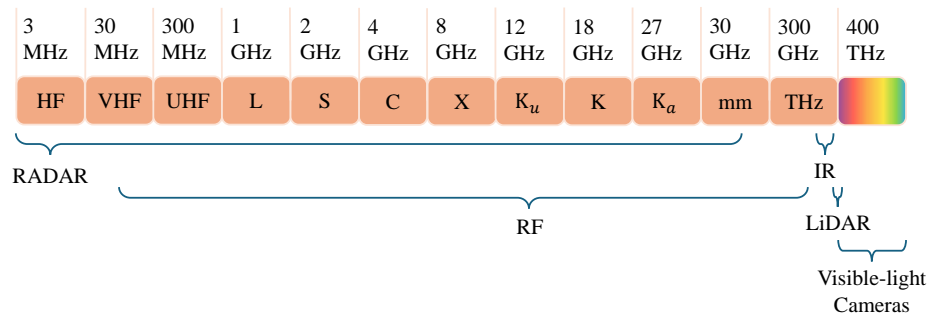 3 MHz
30 MHz
300 MHz
1 GHz
2 GHz
4 GHz
8 GHz
12 GHz
18 GHz
27 GHz
30 GHz
300 GHz
400 THz
HF
VHF
UHF
L
S
C
X
Kᵤ
K
Kₐ
mm
THz
RADAR
IR
RF
LiDAR
Visible-light
Cameras